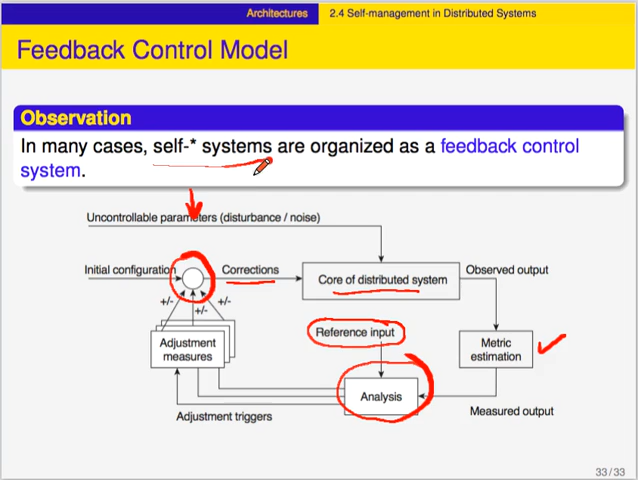 Architectures 2.4 Self-management in Distributed Systems
Feedback Control Model
Observation
In many cases, self-* systems are organized as a feedback control
system.
Uncontrollable parameters (disturbance / noise)
Initial configuration
Corrections
Core of distributed system
Observed output
+/-
+/-
+/-
Reference input
Metric
estimation
Adjustment
measures
Analysis
Adjustment triggers
Measured output
33 / 33